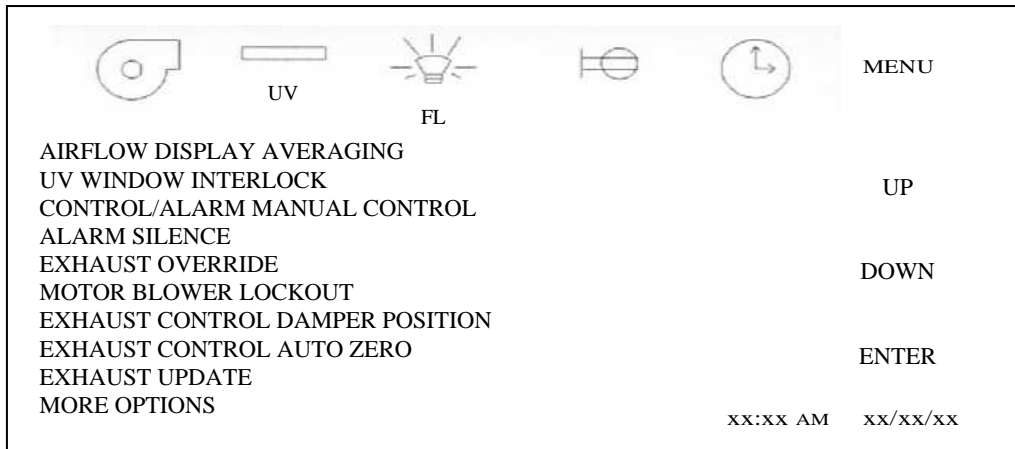 MENU
UV
FL
AIRFLOW DISPLAY AVERAGING
UV WINDOW INTERLOCK
UP
CONTROL/ALARM MANUAL CONTROL
ALARM SILENCE
EXHAUST OVERRIDE
DOWN
MOTOR BLOWER LOCKOUT
EXHAUST CONTROL DAMPER POSITION
EXHAUST CONTROL AUTO ZERO
ENTER
EXHAUST UPDATE
MORE OPTIONS
xx:xx AM xx/xx/xx